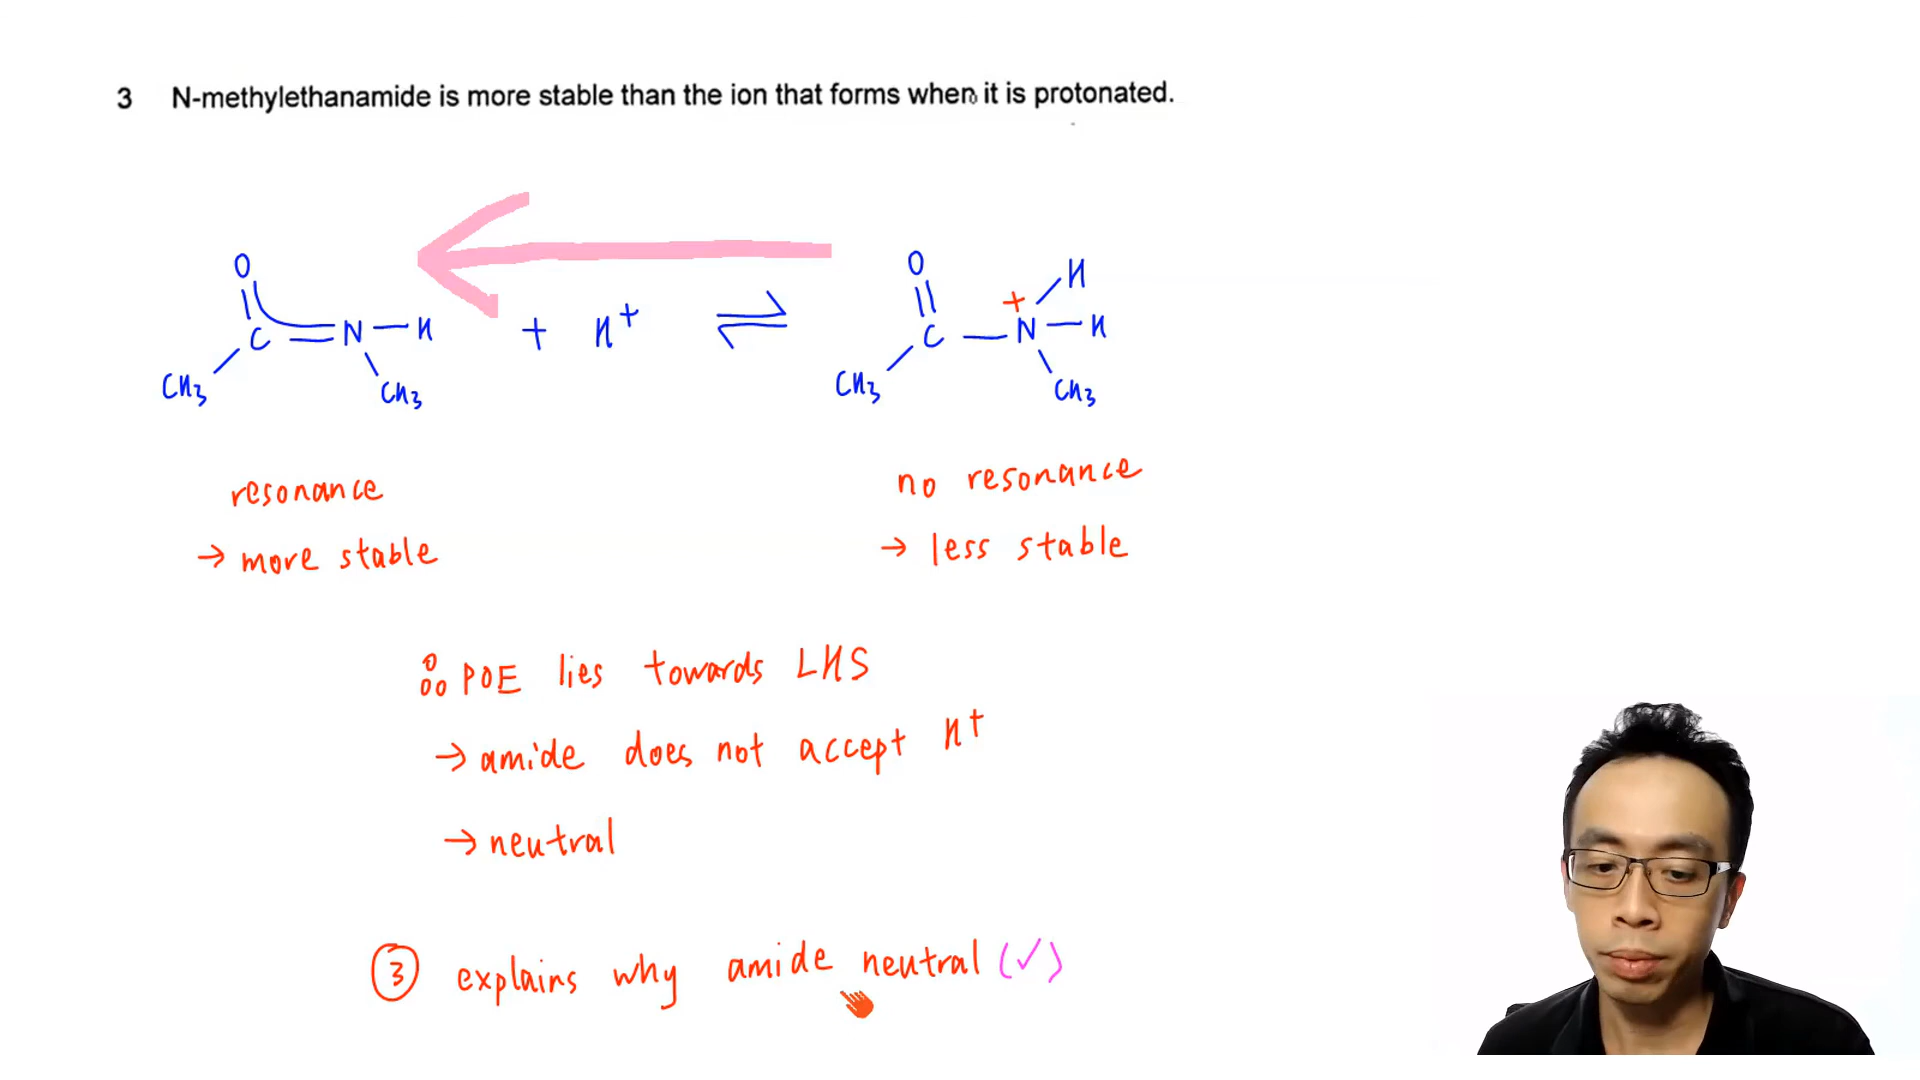 3 N-methylethanamide is more stable than the ion that forms when it is protonated.
O O H
C N H + H+ ⇌ C N + H
CH3 CH3 CH3 CH3
resonance no resonance
→ more stable → less stable
∴ POE lies towards LHS
→ amide does not accept H+
→ neutral
③ explains why amide neutral (✓)